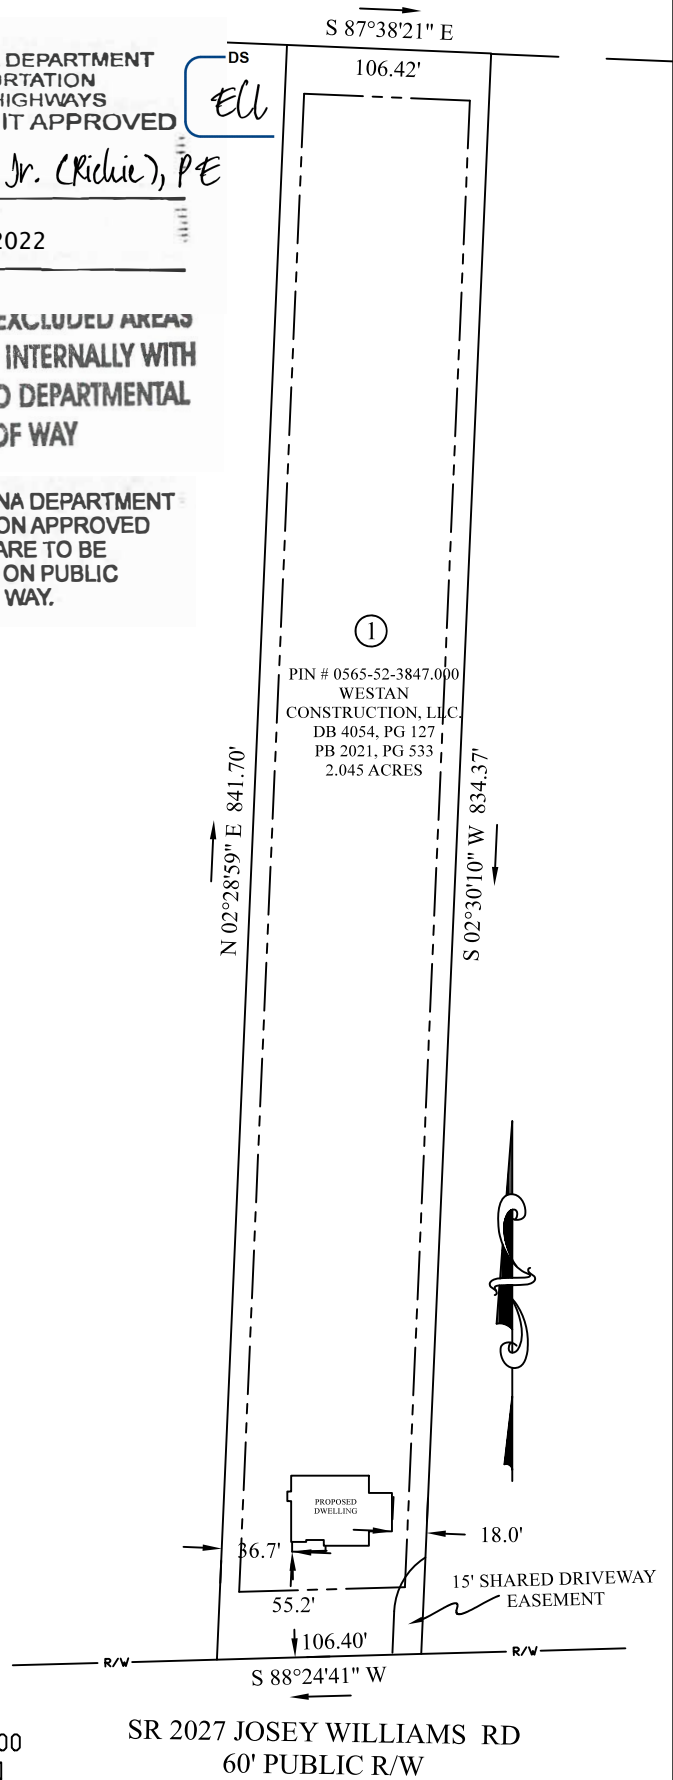 S 87°38'21" E
106.42'
DEPARTMENT
HIGHWAYS
IT APPROVED
DS
Ell
Jr. (Richie), PE
2022
EXCLUDED AREAS
INTERNALLY WITH
DEPARTMENTAL
OF WAY
NA DEPARTMENT
ON APPROVED
ARE TO BE
ON PUBLIC
WAY.
1
PIN # 0565-52-3847.000
WESTAN
CONSTRUCTION, LLC.
DB 4054, PG 127
PB 2021, PG 533
2.045 ACRES
N 02°28'59" E 841.70'
S 02°30'10" W 834.37'
PROPOSED
DWELLING
36.7'
18.0'
55.2'
15' SHARED DRIVEWAY
EASEMENT
106.40'
R/W
R/W
S 88°24'41" W
SR 2027 JOSEY WILLIAMS RD
60' PUBLIC R/W